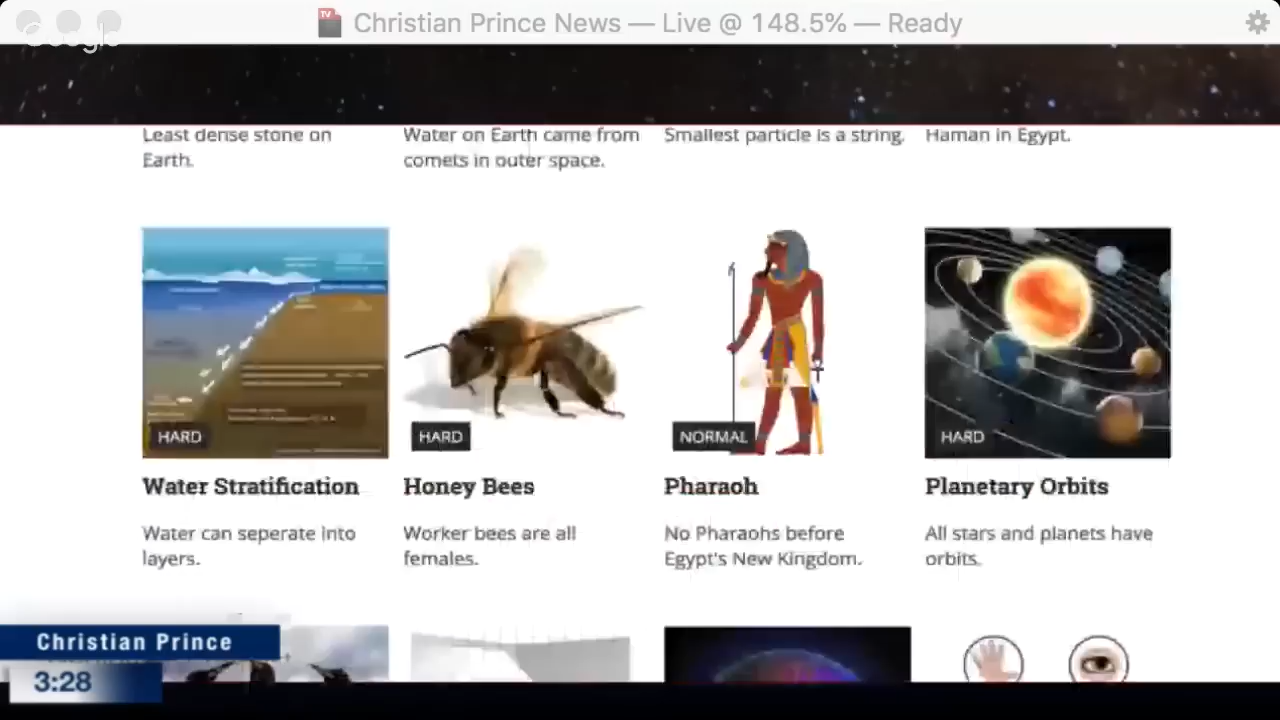 Christian Prince News — Live @ 148.5% — Ready
Google
Least dense stone on
Earth.
Water on Earth came from
comets in outer space.
Smallest particle is a string.
Haman in Egypt.
HARD
HARD
NORMAL
HARD
Water Stratification
Honey Bees
Pharaoh
Planetary Orbits
Water can seperate into
layers.
Worker bees are all
females.
No Pharaohs before
Egypt's New Kingdom.
All stars and planets have
orbits.
Christian Prince
3:28